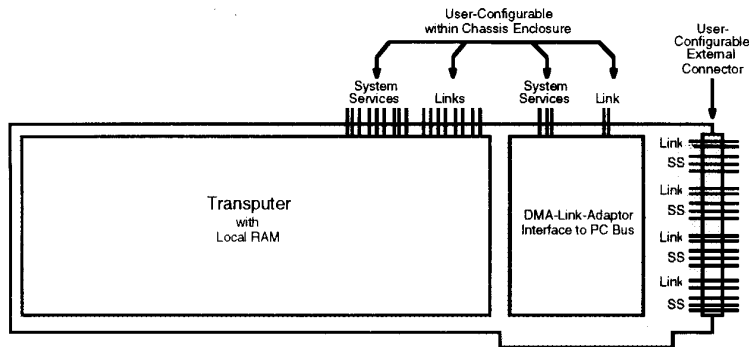 User-Configurable
within Chassis Enclosure
User-
Configurable
External
Connector
System
Services
Links
System
Services
Link
Transputer
with
Local RAM
DMA-Link-Adaptor
Interface to PC Bus
Link
SS
Link
SS
Link
SS
Link
SS